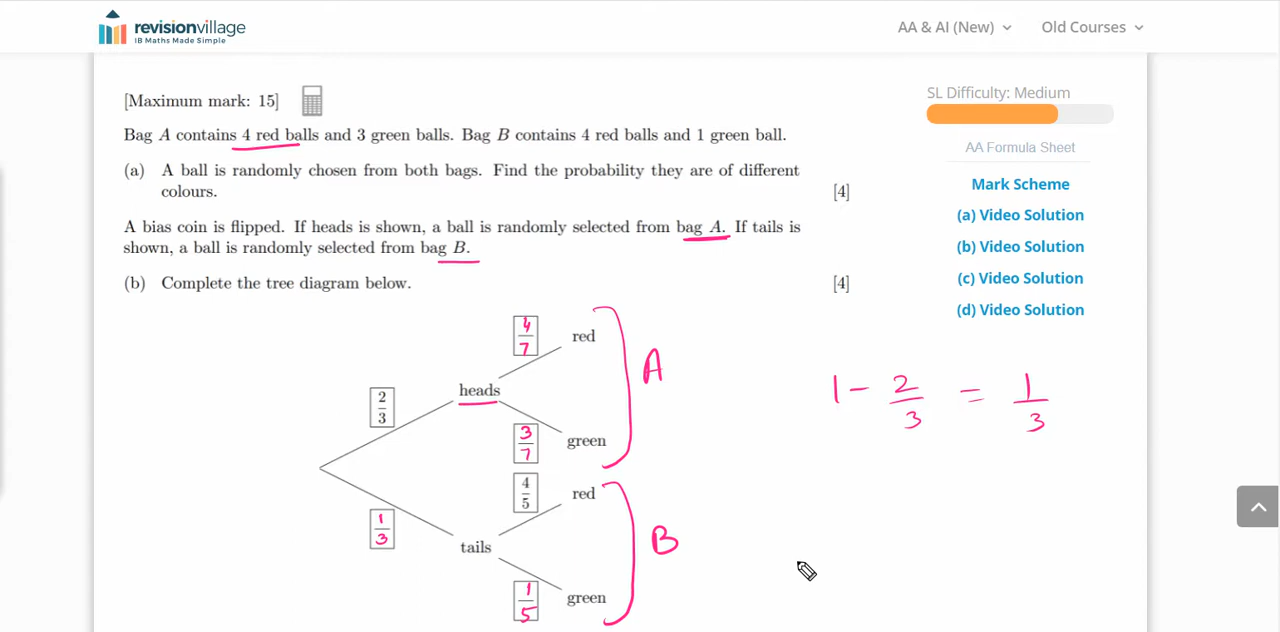 revisionvillage
IB Maths Made Simple
AA & AI (New) Old Courses
[Maximum mark: 15]
SL Difficulty: Medium
Bag A contains 4 red balls and 3 green balls. Bag B contains 4 red balls and 1 green ball.
AA Formula Sheet
(a) A ball is randomly chosen from both bags. Find the probability they are of different
colours. [4]
Mark Scheme
(a) Video Solution
(b) Video Solution
(c) Video Solution
(d) Video Solution
A bias coin is flipped. If heads is shown, a ball is randomly selected from bag A. If tails is
shown, a ball is randomly selected from bag B.
(b) Complete the tree diagram below. [4]
4/7 red
heads
2/3
3/7 green
A
1 - 2/3 = 1/3
4/5 red
1/3
tails
1/5 green
B